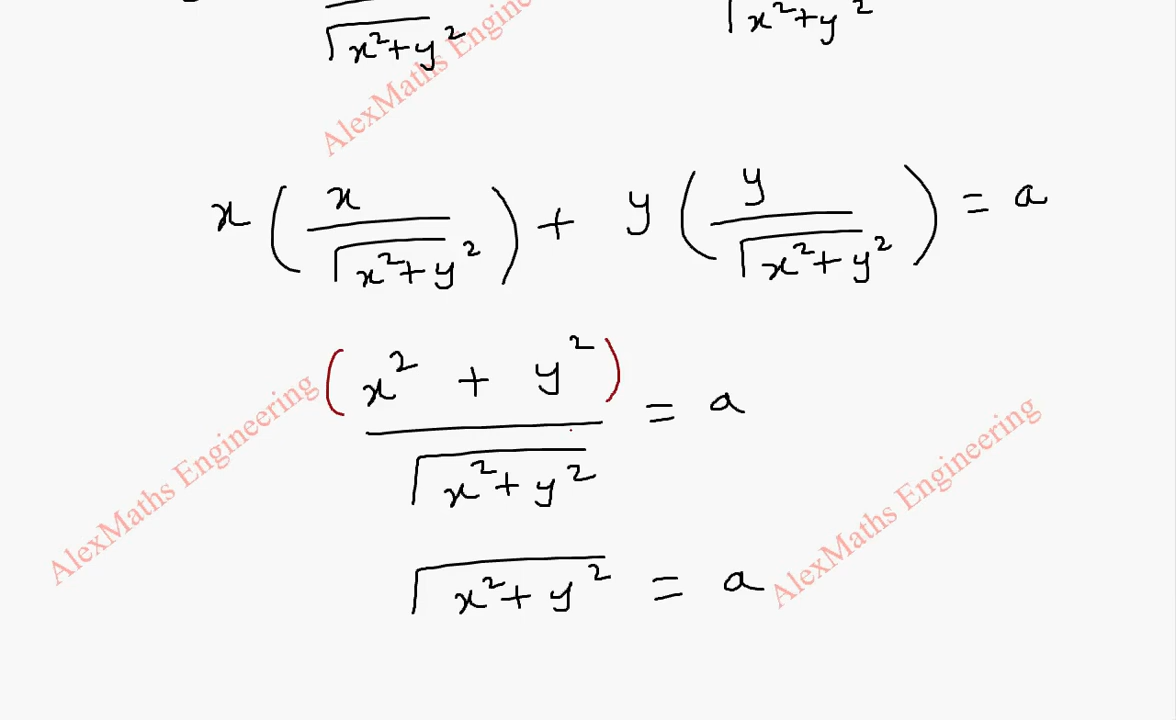 √x²+y² √x²+y²
AlexMaths Engine
x ( x / √x²+y² ) + y ( y / √x²+y² ) = a
(x² + y²) / √x²+y² = a
AlexMaths Engineering
AlexMaths Engineering
√x²+y² = a